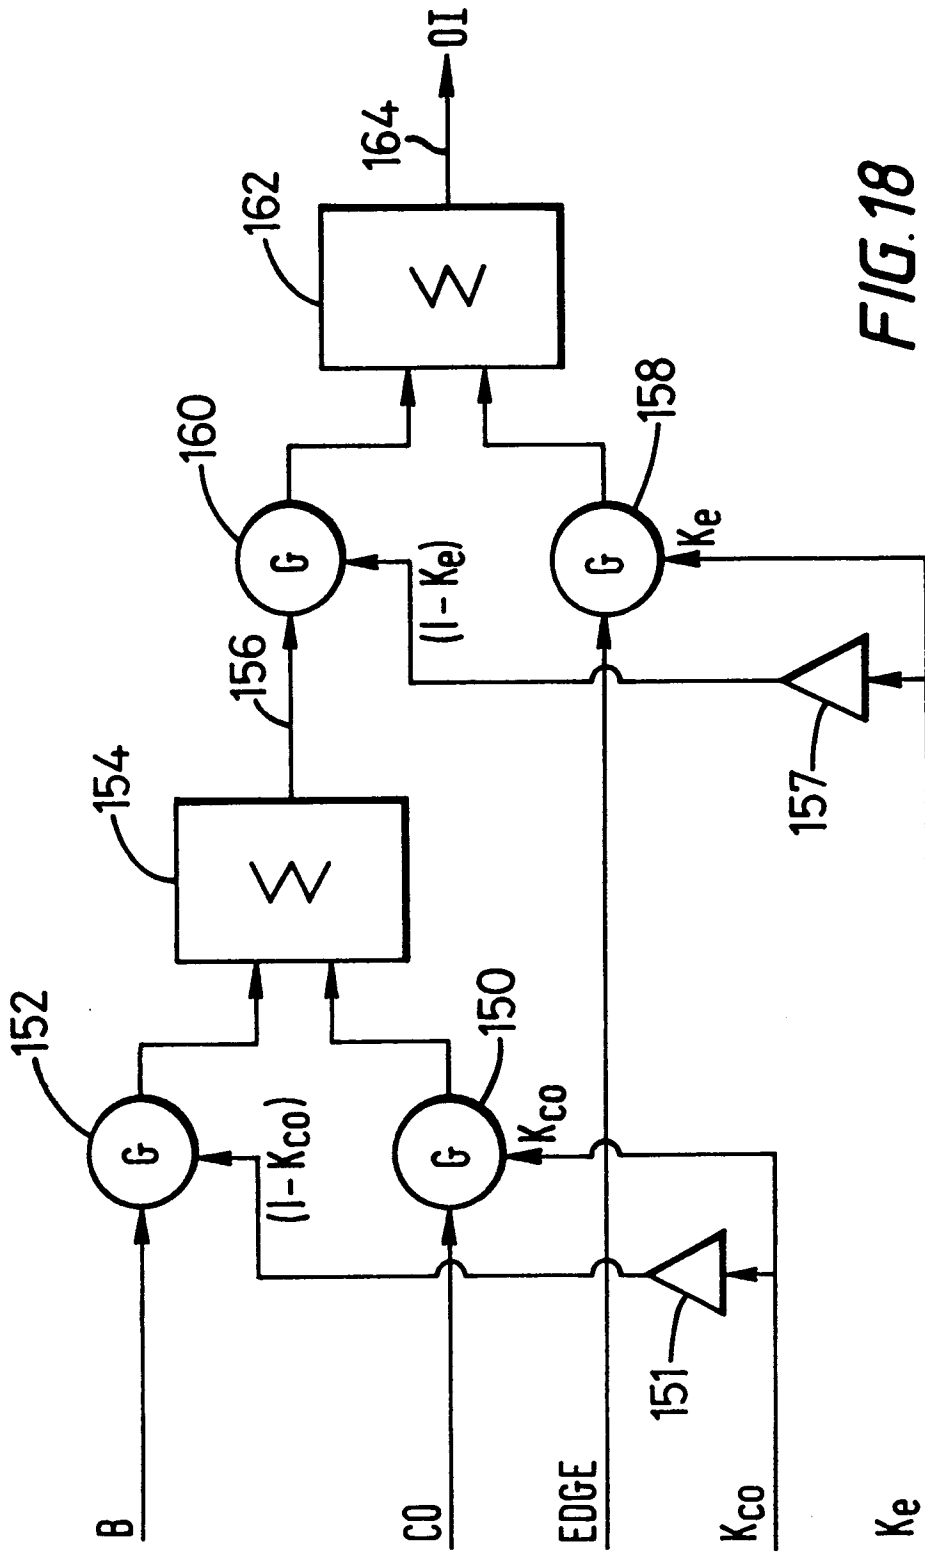 152
B
G
(1-KCO)
154
Σ
156
160
G
(1-Ke)
162
Σ
164
OI
CO
G
150
KCO
EDGE
G
158
Ke
151
KCO
157
Ke
FIG. 18